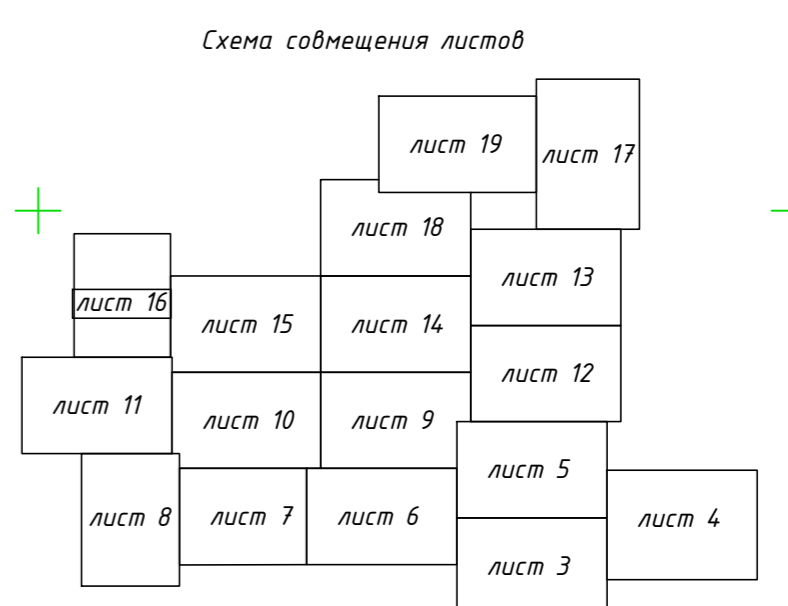 Схема совмещения листов
лист 19
лист 17
лист 18
лист 13
лист 16
лист 15
лист 14
лист 12
лист 11
лист 10
лист 9
лист 5
лист 8
лист 7
лист 6
лист 4
лист 3